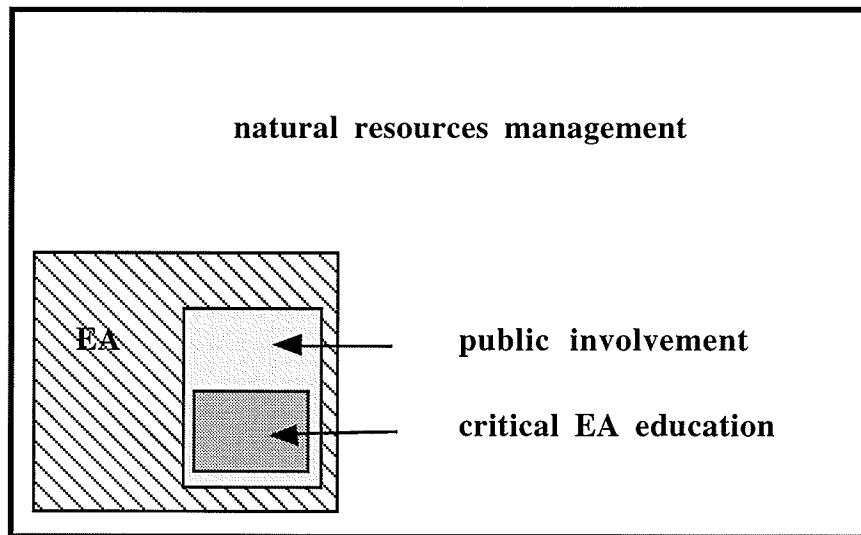 natural resources management
EA
public involvement
critical EA education